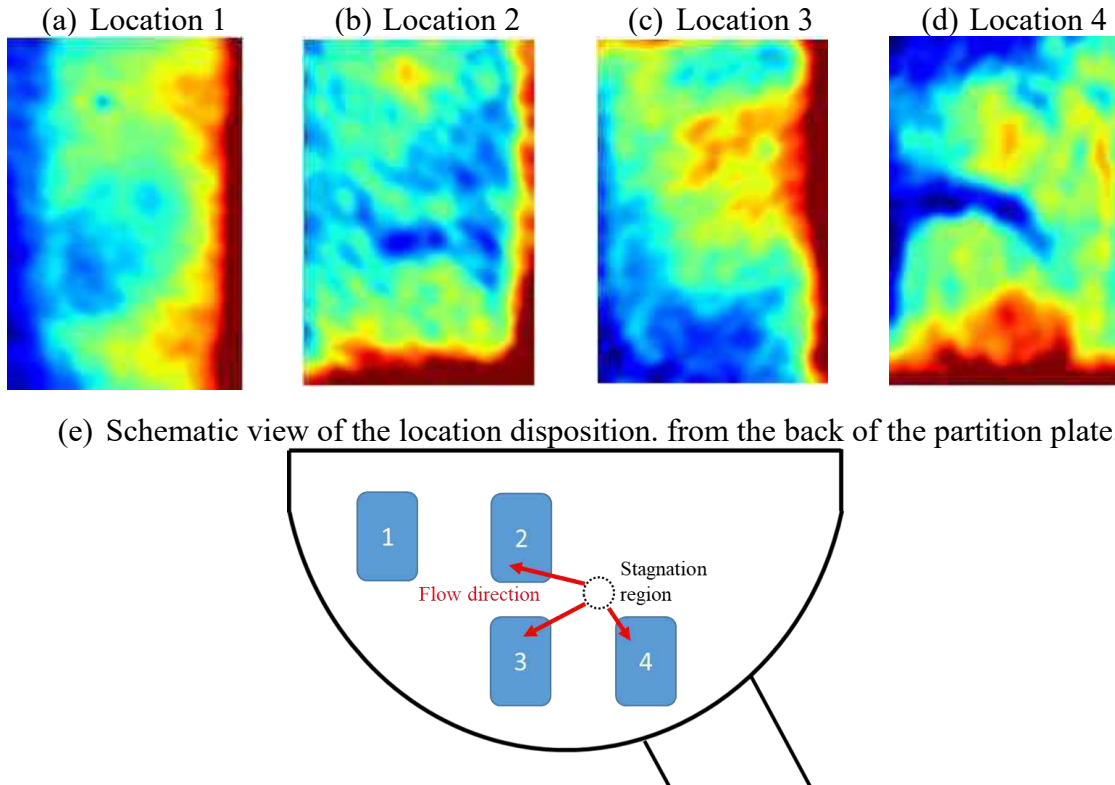 (a) Location 1
(b) Location 2
(c) Location 3
(d) Location 4
(e) Schematic view of the location disposition. from the back of the partition plate
1
2
Stagnation
region
Flow direction
3
4